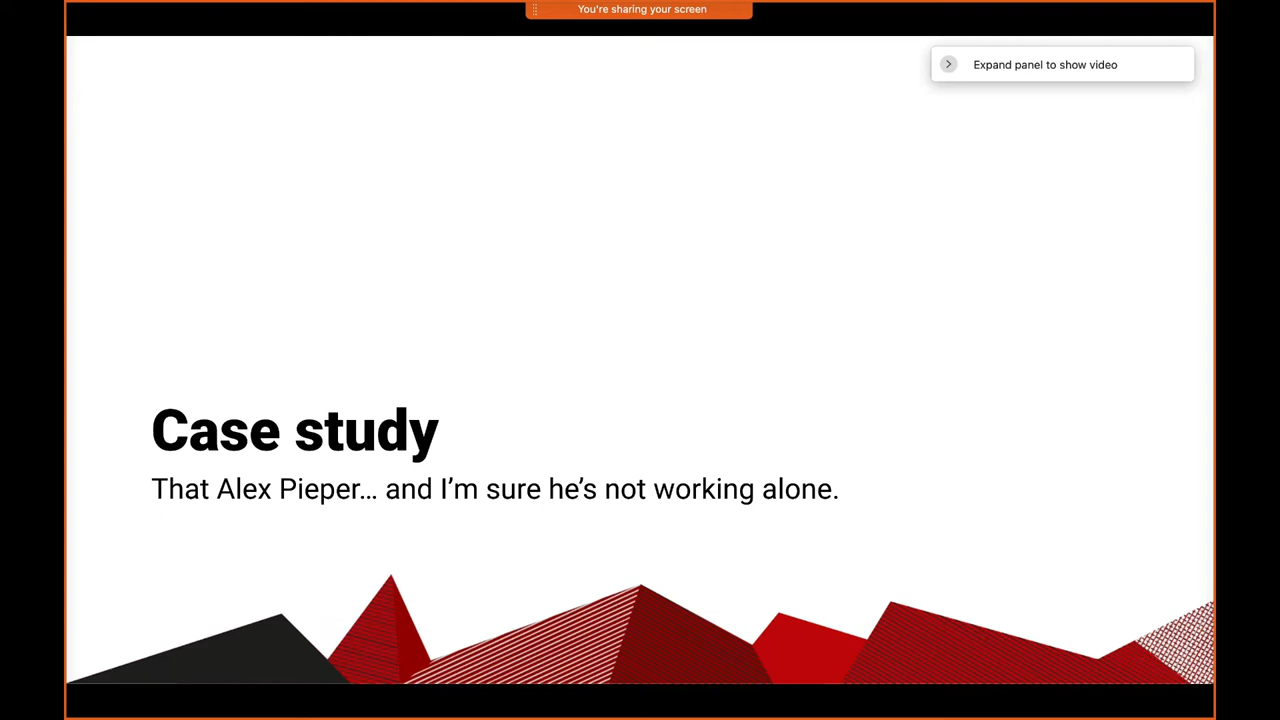 You're sharing your screen
Expand panel to show video
Case study
That Alex Pieper… and I’m sure he’s not working alone.